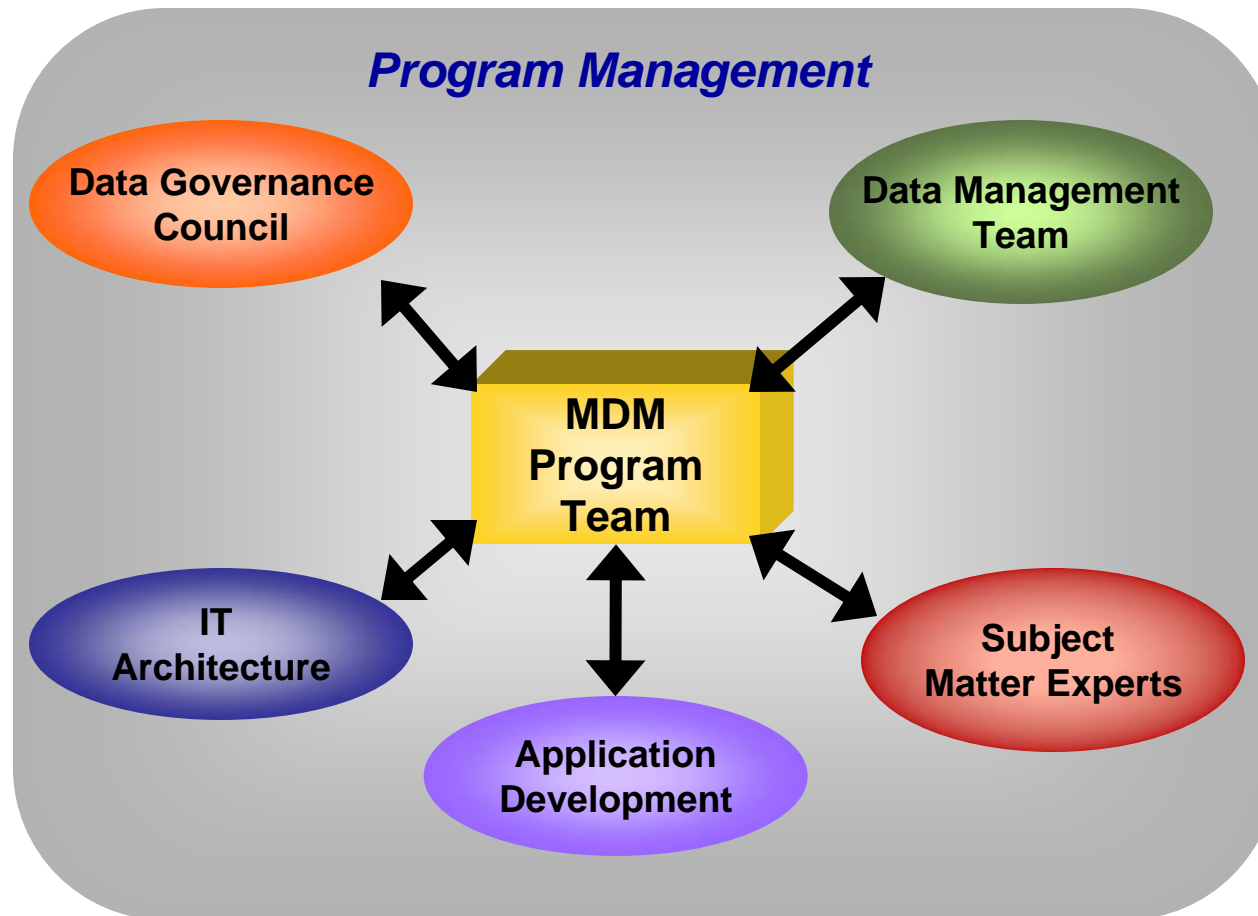 Program Management
Data Governance
Council
Data Management
Team
MDM
Program
Team
IT
Architecture
Subject
Matter Experts
Application
Development